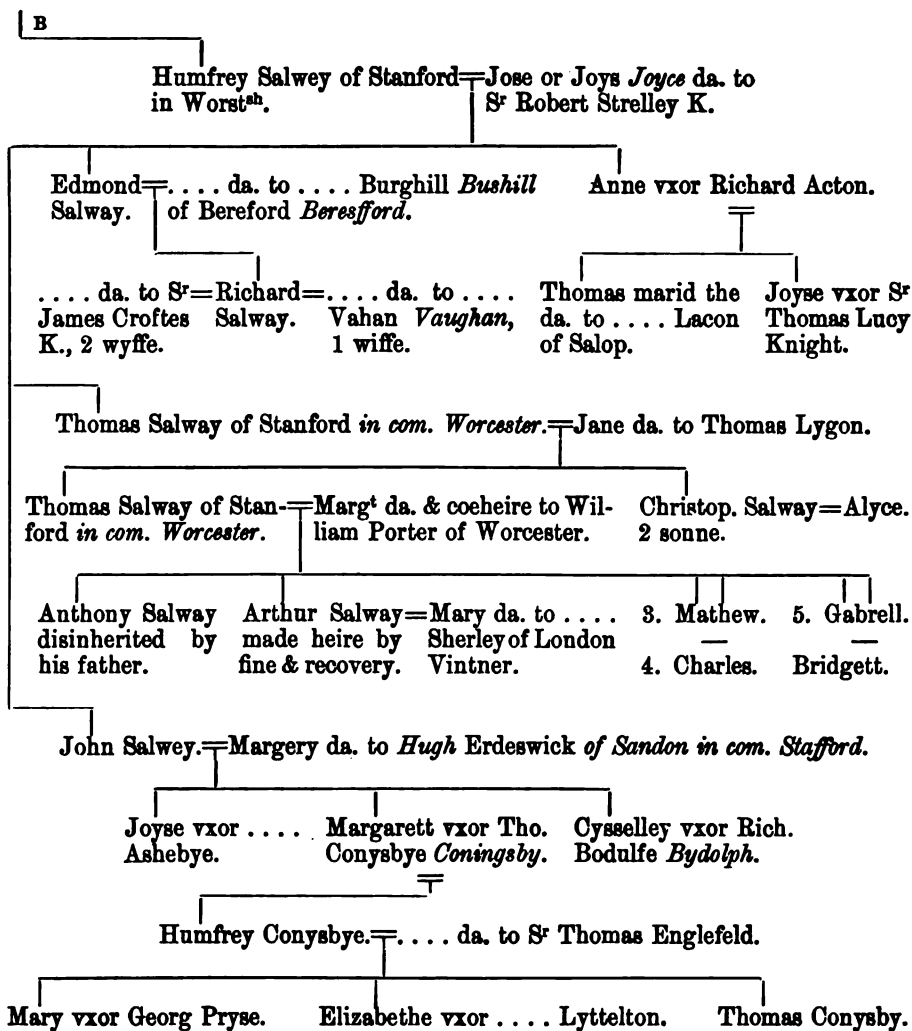 B
Humfrey Salwey of Stanford=Jose or Joys Joyce da. to
in Worstsh. Sr Robert Strelley K.
Edmond=. . . . da. to . . . . Burghill Bushill Anne vxor Richard Acton.
Salway. of Bereford Beresfford.
. . . . da. to Sr=Richard=. . . . da. to . . . . Thomas marid the Joyse vxor Sr
James Croftes Salway. Vahan Vaughan, da. to . . . . Lacon Thomas Lucy
K., 2 wyffe. 1 wiffe. of Salop. Knight.
Thomas Salway of Stanford in com. Worcester.=Jane da. to Thomas Lygon.
Thomas Salway of Stan-=Margt da. & coeheire to Wil- Christop. Salway=Alyce.
ford in com. Worcester. liam Porter of Worcester. 2 sonne.
Anthony Salway Arthur Salway=Mary da. to . . . . 3. Mathew. 5. Gabrell.
disinherited by made heire by Sherley of London — —
his father. fine & recovery. Vintner. 4. Charles. Bridgett.
John Salwey.=Margery da. to Hugh Erdeswick of Sandon in com. Stafford.
Joyse vxor . . . . Margarett vxor Tho. Cysselley vxor Rich.
Ashebye. Conysbye Coningsby. Bodulfe Bydolph.
Humfrey Conysbye.=. . . . da. to Sr Thomas Englefeld.
Mary vxor Georg Pryse. Elizabethe vxor . . . . Lyttelton. Thomas Conysby.